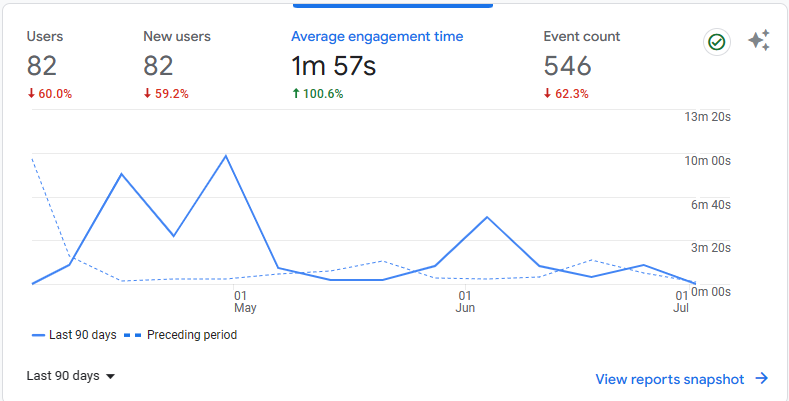 Users
82
↓ 60.0%
New users
82
↓ 59.2%
Average engagement time
1m 57s
↑ 100.6%
Event count
546
↓ 62.3%
13m 20s
10m 00s
6m 40s
3m 20s
0m 00s
01
May
01
Jun
01
Jul
Last 90 days
Preceding period
Last 90 days
View reports snapshot